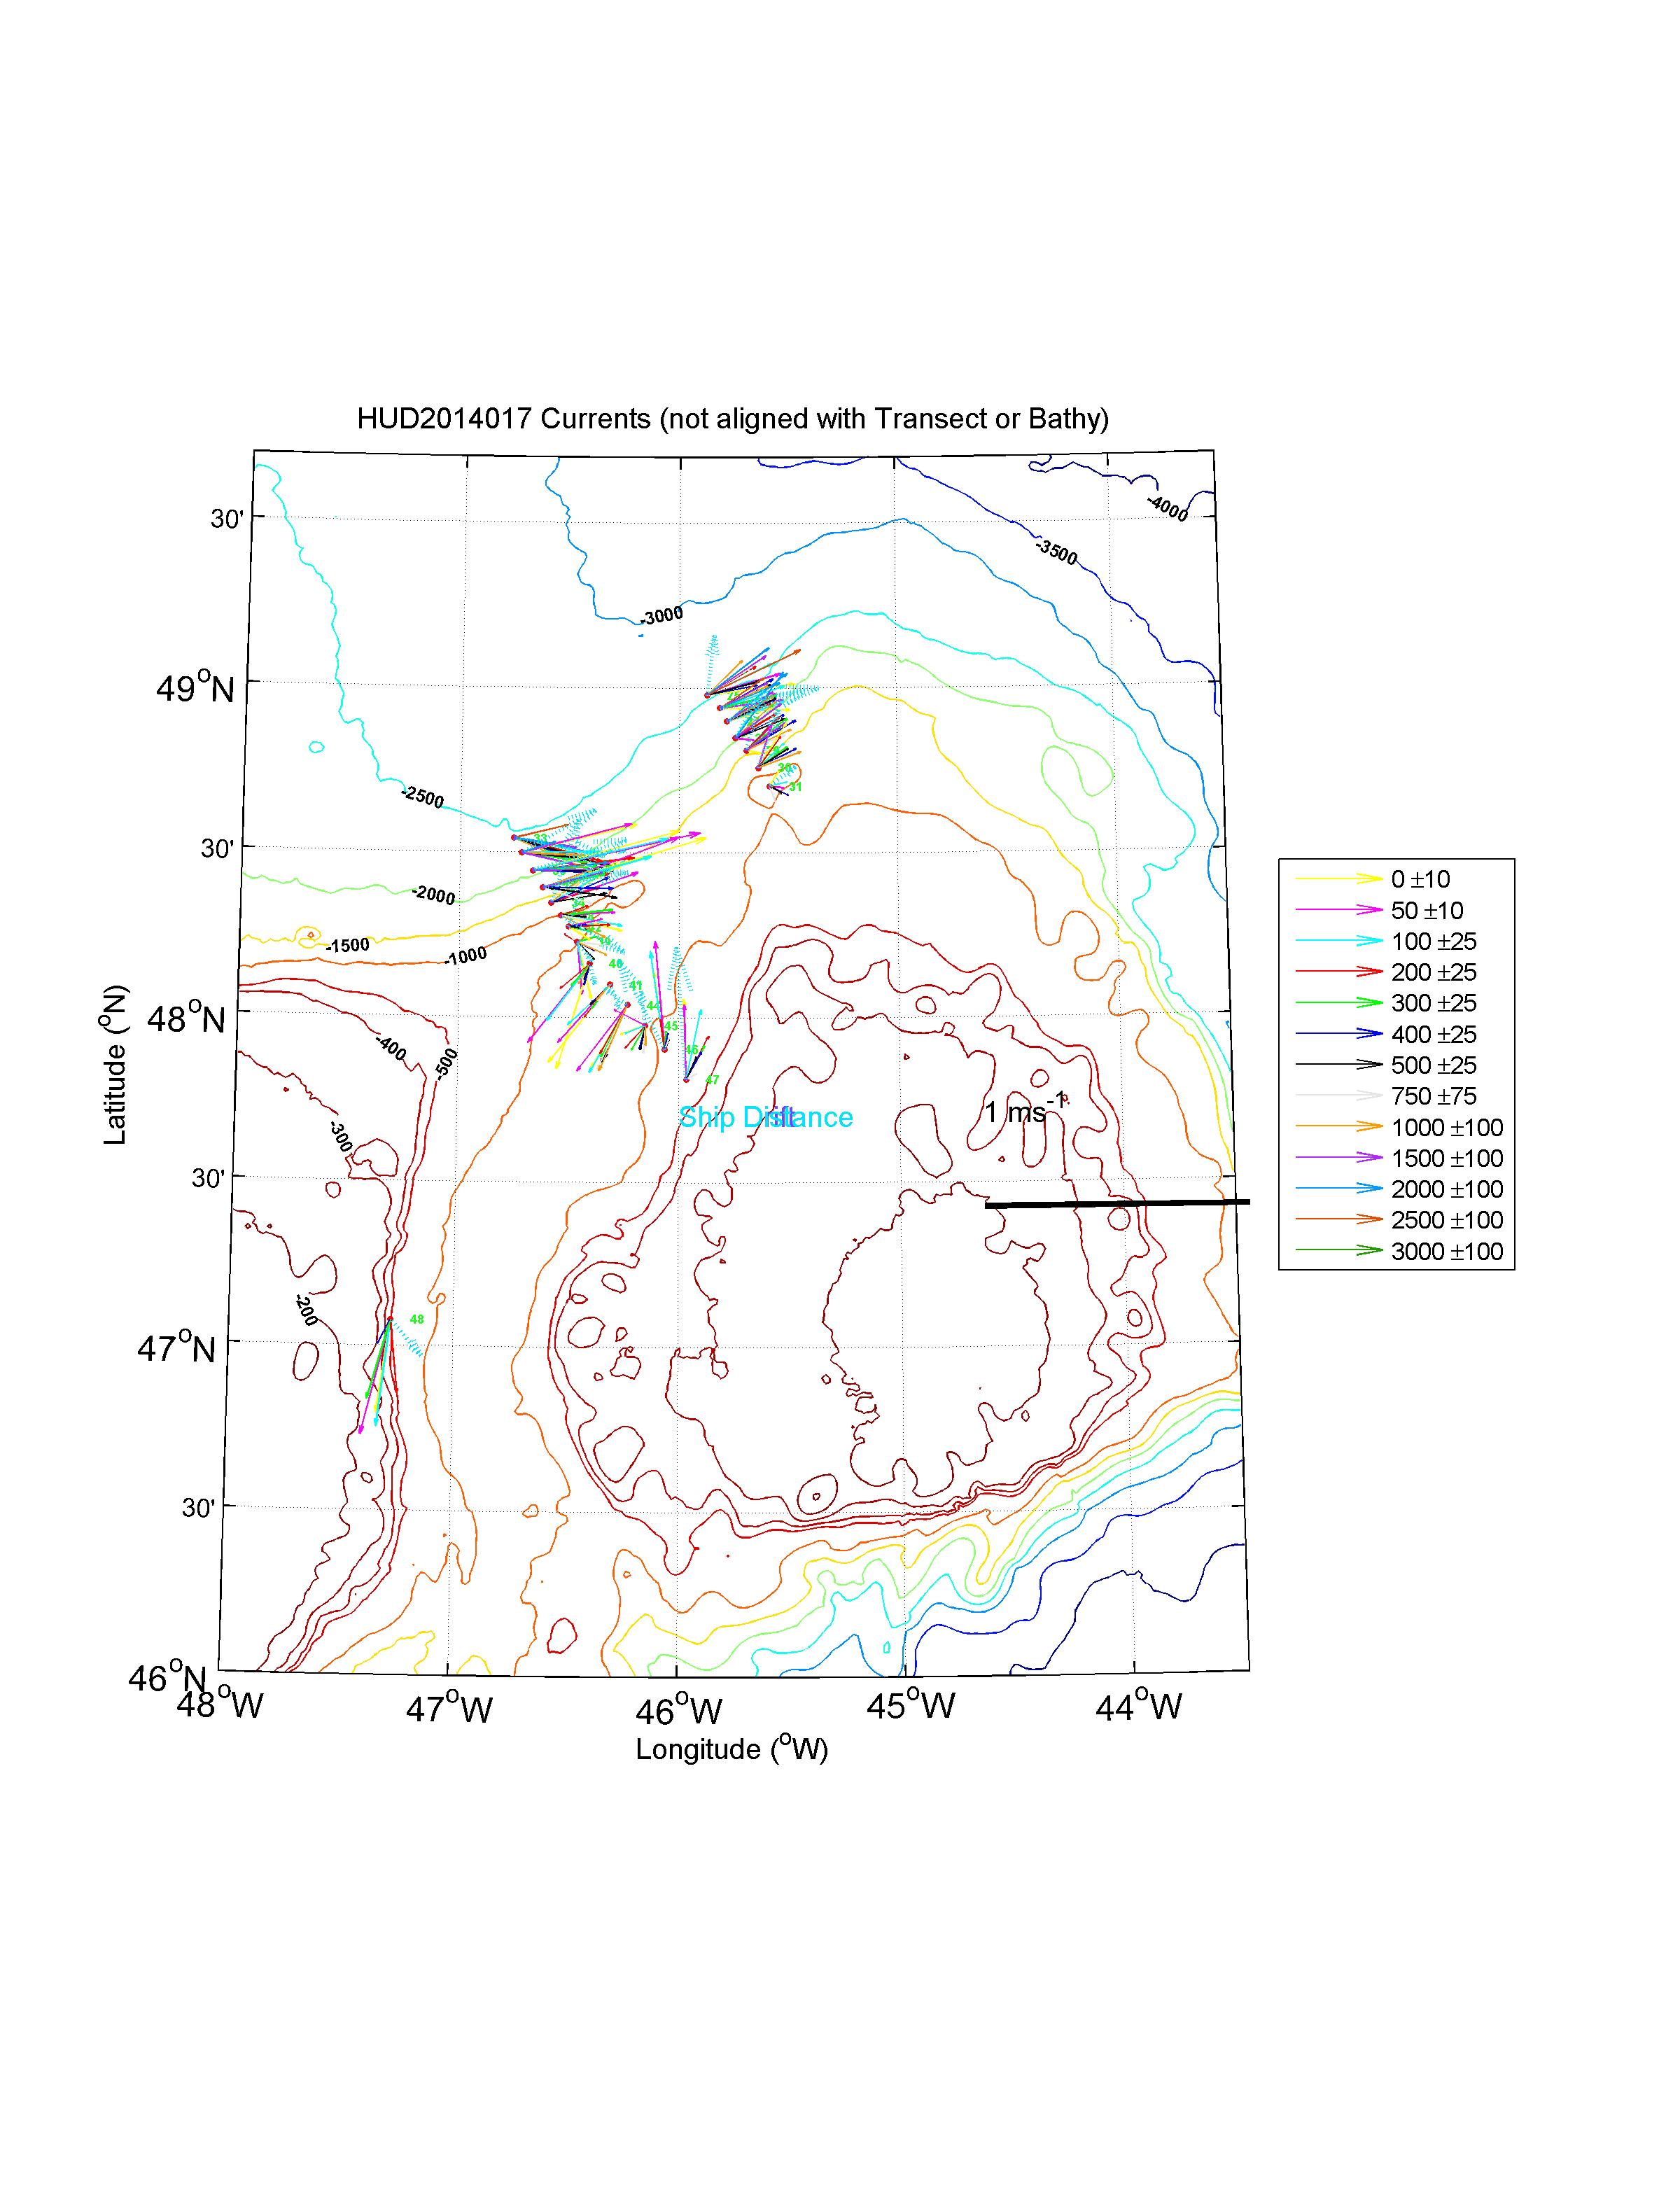 HUD2014017 Currents (not aligned with Transect or Bathy)
-4000
30'
-3500
-3000
49°N
30
31
-2500
33
30'
-2000
-1500
-1000
40
41
44
48°N
45
-400
-500
46
47
Ship Distance
1 ms-1
-300
30'
-200
48
47°N
30'
46°N
48°W
47°W
46°W
45°W
44°W
Longitude (°W)
Latitude (°N)
0 ±10
50 ±10
100 ±25
200 ±25
300 ±25
400 ±25
500 ±25
750 ±75
1000 ±100
1500 ±100
2000 ±100
2500 ±100
3000 ±100